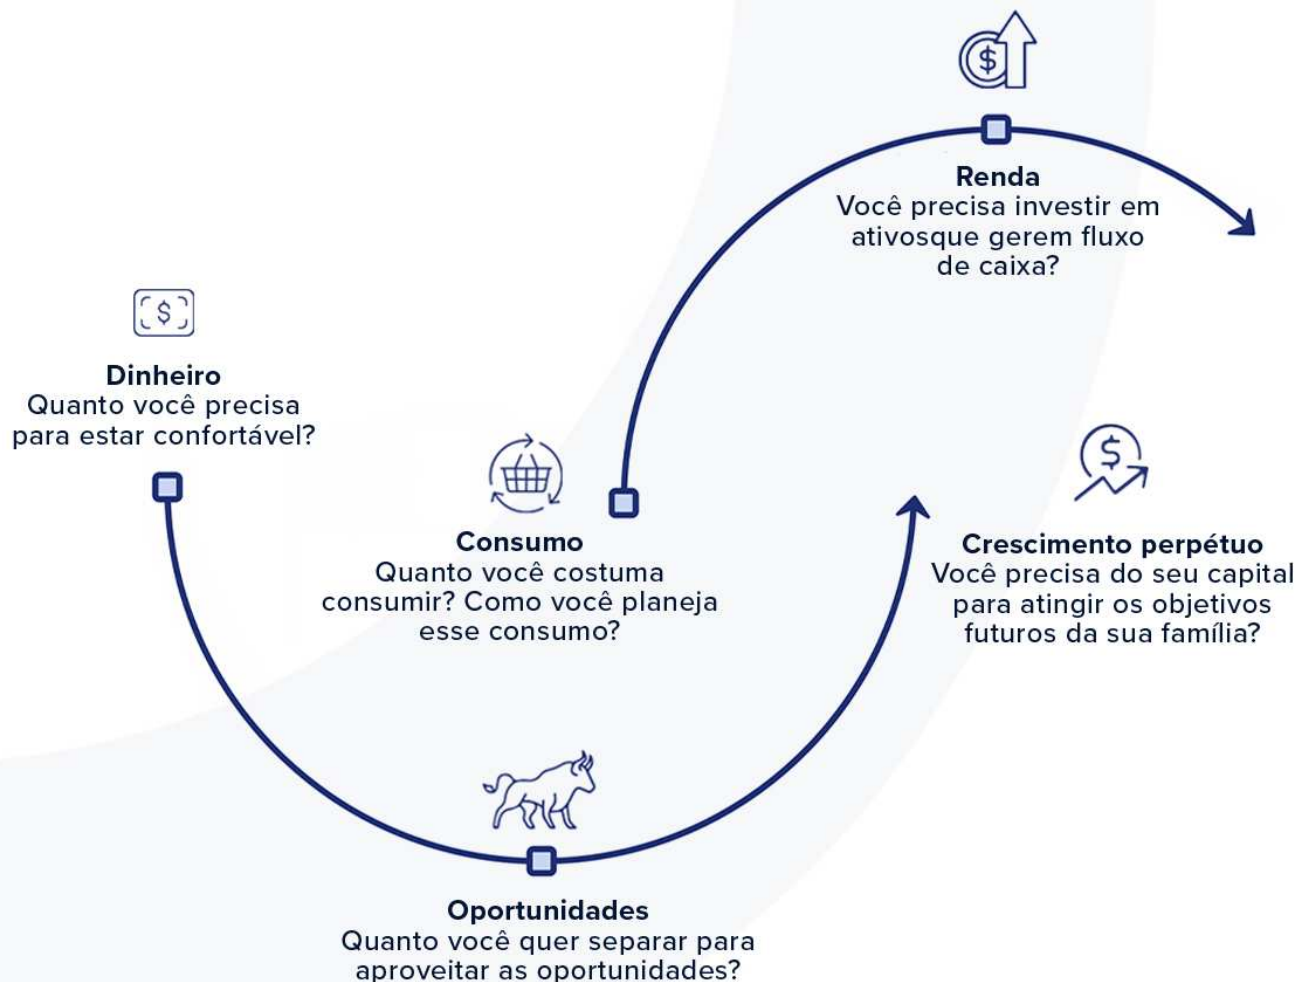 Renda
Você precisa investir em
ativosque gerem fluxo
de caixa?
Dinheiro
Quanto você precisa
para estar confortável?
Consumo
Quanto você costuma
consumir? Como você planeja
esse consumo?
Crescimento perpétuo
Você precisa do seu capital
para atingir os objetivos
futuros da sua família?
Oportunidades
Quanto você quer separar para
aproveitar as oportunidades?